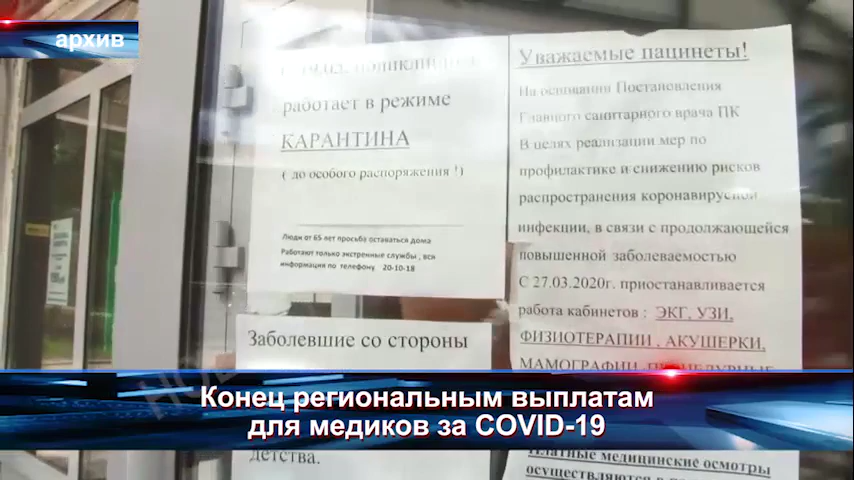 архив
работает в режиме
КАРАНТИНА
( до особого распоряжения !)
Люди от 65 лет просьба оставаться дома
Работают только экстренные службы , вся
информация по телефону 20-10-18
Уважаемые пацинеты!
На основании Постановления
Главного санитарного врача ПК
В целях реализации мер по
профилактике и снижению рисков
распространения коронавирусной
инфекции, в связи с продолжающейся
повышенной заболеваемостью
С 27.03.2020г. приостанавливается
работа кабинетов : ЭКГ, УЗИ,
ФИЗИОТЕРАПИИ , АКУШЕРКИ,
МАМОГРАФИИ,
Заболевшие со стороны
Конец региональным выплатам
для медиков за COVID-19
детства.
Платные медицинские осмотры
осуществляются в